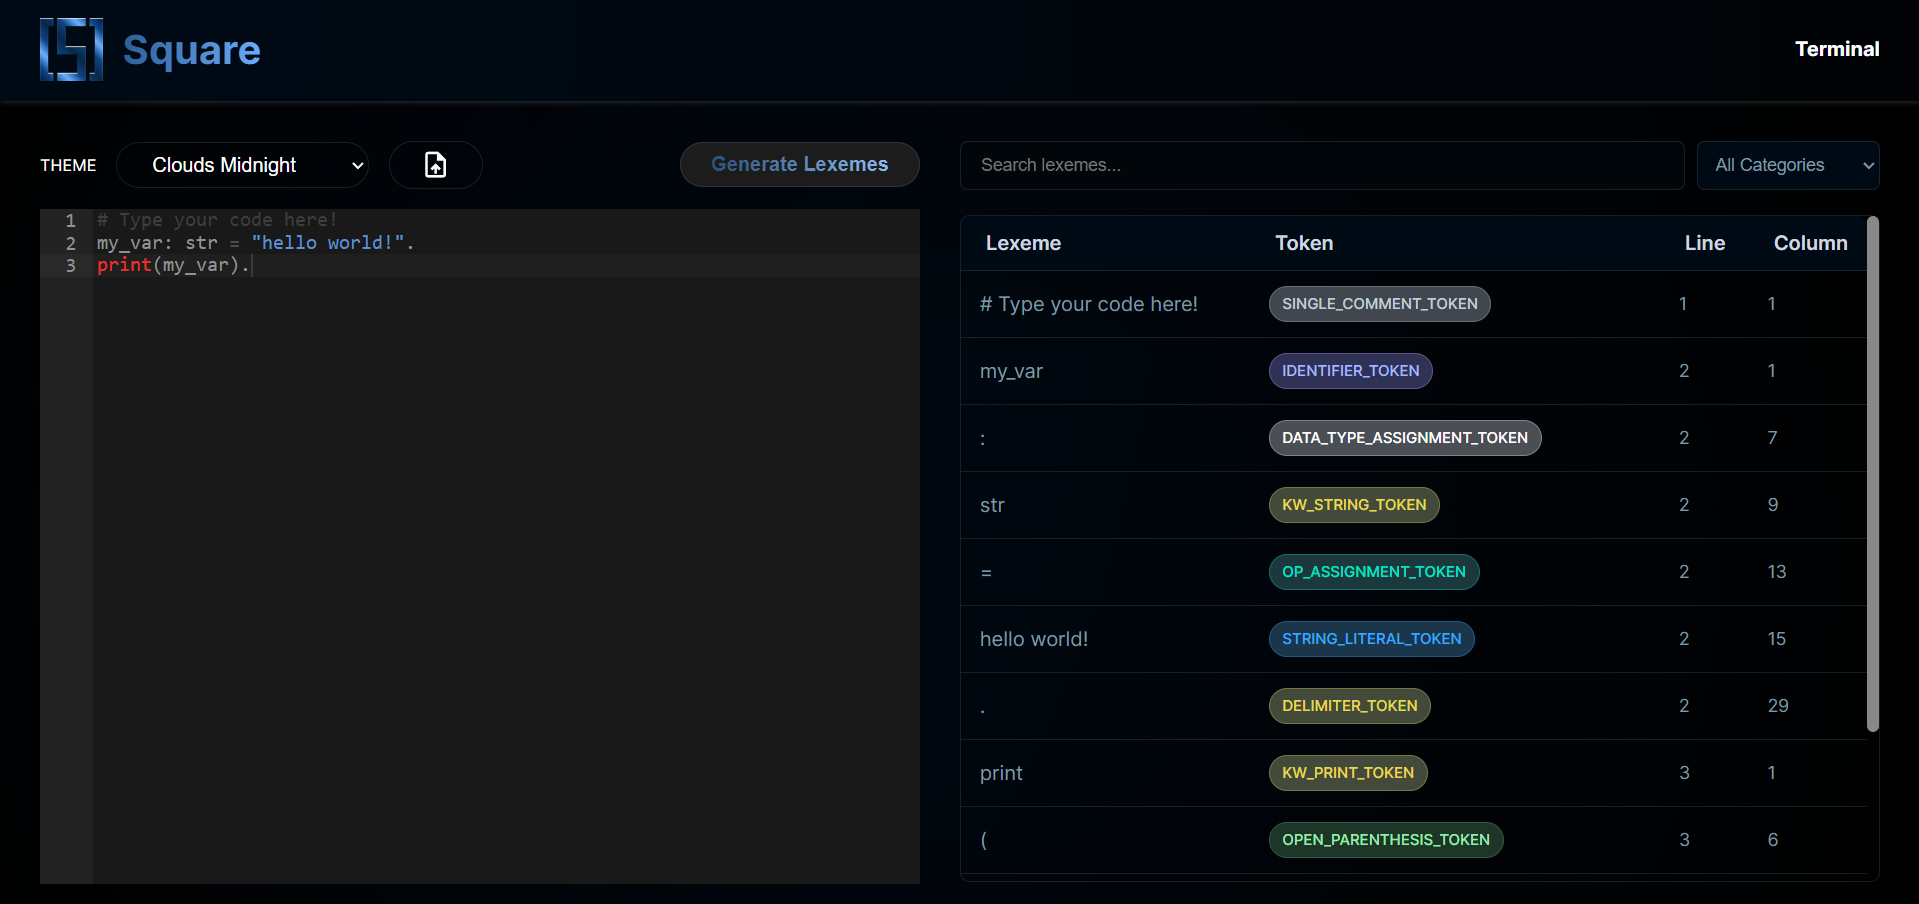 [S] Square
Terminal
THEME Clouds Midnight Generate Lexemes
1 # Type your code here!
2 my_var: str = "hello world!".
3 print(my_var).
Search lexemes... All Categories
Lexeme Token Line Column
# Type your code here! SINGLE_COMMENT_TOKEN 1 1
my_var IDENTIFIER_TOKEN 2 1
: DATA_TYPE_ASSIGNMENT_TOKEN 2 7
str KW_STRING_TOKEN 2 9
= OP_ASSIGNMENT_TOKEN 2 13
hello world! STRING_LITERAL_TOKEN 2 15
. DELIMITER_TOKEN 2 29
print KW_PRINT_TOKEN 3 1
( OPEN_PARENTHESIS_TOKEN 3 6